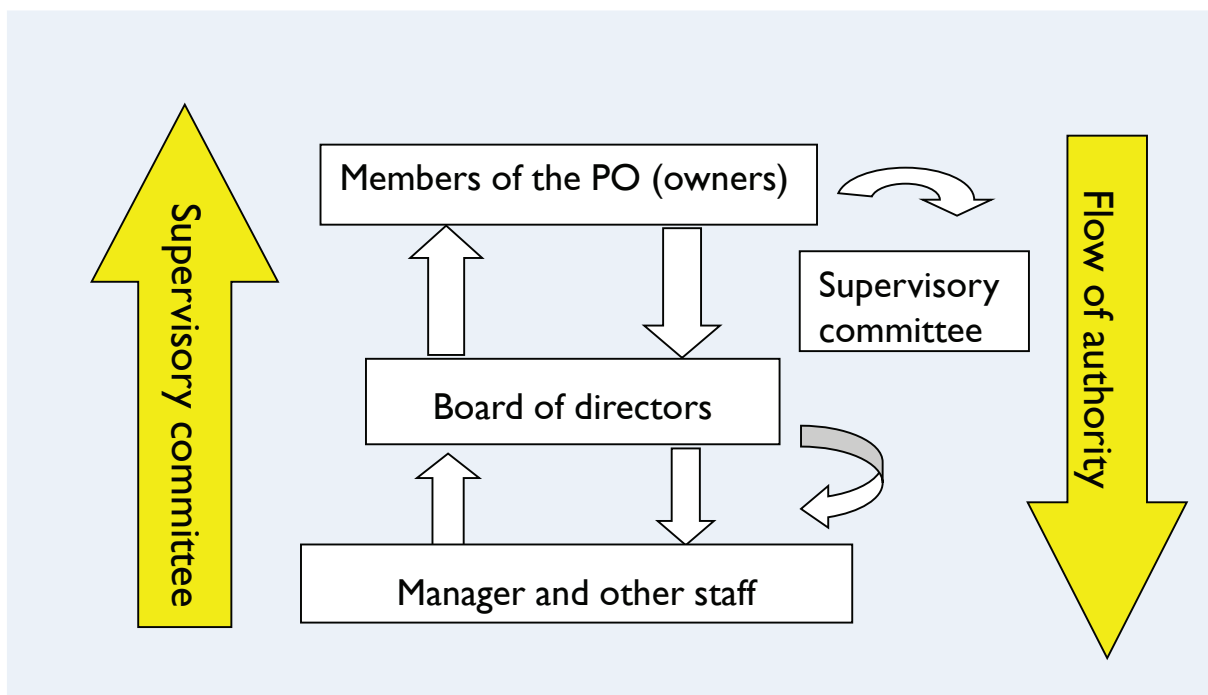 Supervisory committee
Members of the PO (owners)
Supervisory
committee
Board of directors
Manager and other staff
Flow of authority